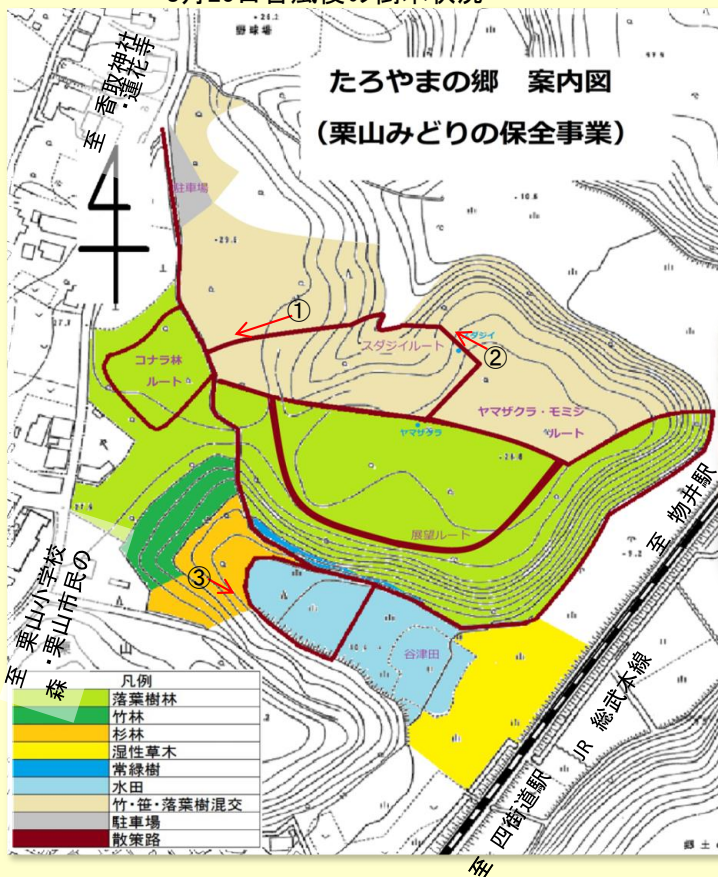 野球場
至 香取神社
・蓮花寺
たろやまの郷 案内図
(栗山みどりの保全事業)
駐車場
①
スダジイ
②
スダジイルート
コナラ林
ルート
ヤマザクラ・モミジ
ルート
ヤマザクラ
展望ルート
至 物井駅
③
谷津田
至 栗山小学校
・栗山市民の
森
山
JR 総武本線
至 四街道駅
凡例
落葉樹林
竹林
杉林
湿性草木
常緑樹
水田
竹・笹・落葉樹混交
駐車場
散策路